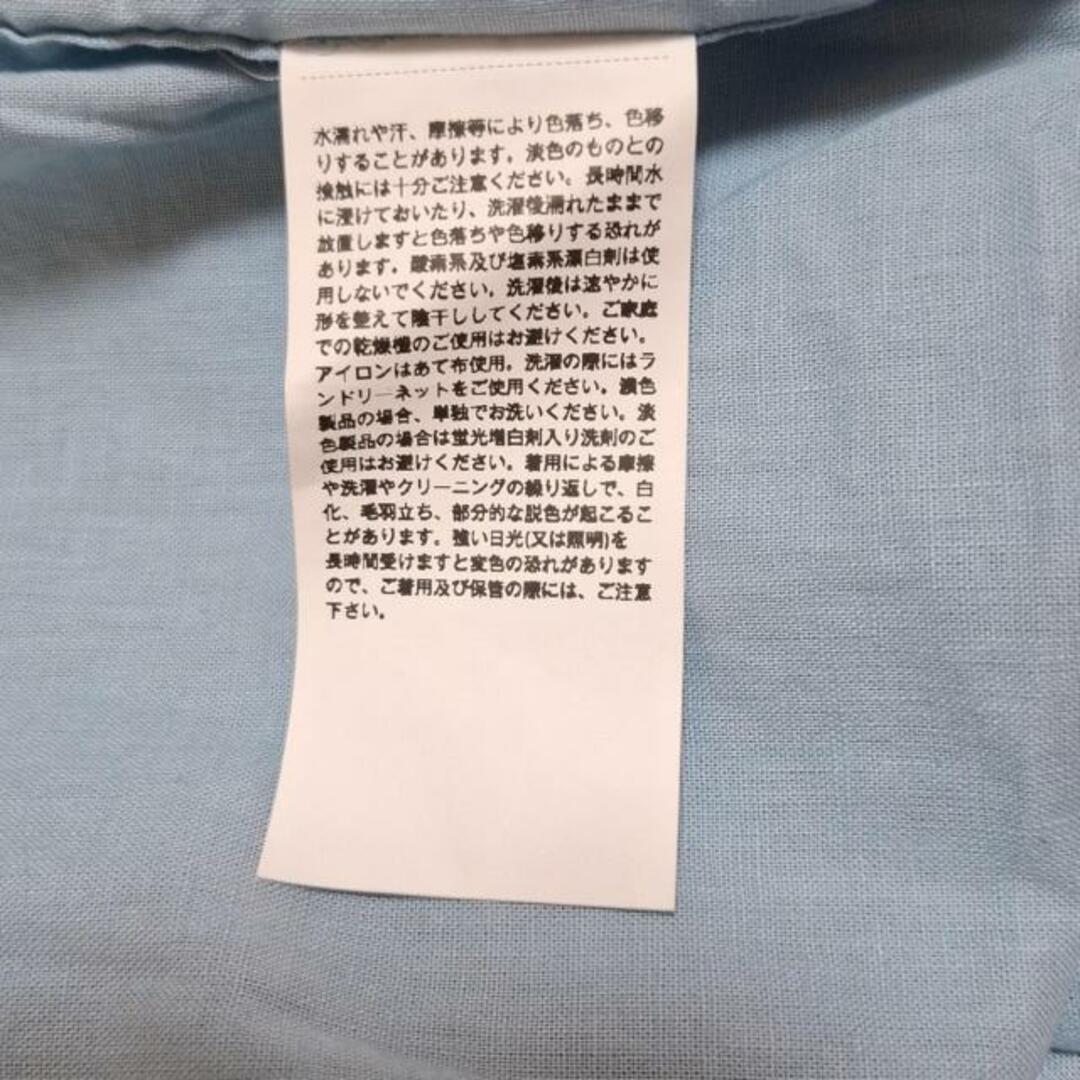 水濡れや汗、摩擦等により色落ち、色移
りすることがあります。淡色のものとの
接触には十分ご注意ください。長時間水
に浸けておいたり、洗濯後濡れたままで
放置しますと色落ちや色移りする恐れが
あります。酸素系及び塩素系漂白剤は使
用しないでください。洗濯後は速やかに
形を整えて陰干ししてください。ご家庭
での乾燥機のご使用はお避けください。
アイロンはあて布使用。洗濯の際にはラ
ンドリーネットをご使用ください。濃色
製品の場合、単独でお洗いください。淡
色製品の場合は蛍光増白剤入り洗剤のご
使用はお避けください。着用による摩擦
や洗濯やクリーニングの繰り返しで、白
化、毛羽立ち、部分的な脱色が起こるこ
とがあります。強い日光(又は照明)を
長時間受けますと変色の恐れがあります
ので、ご着用及び保管の際には、ご注意
下さい。